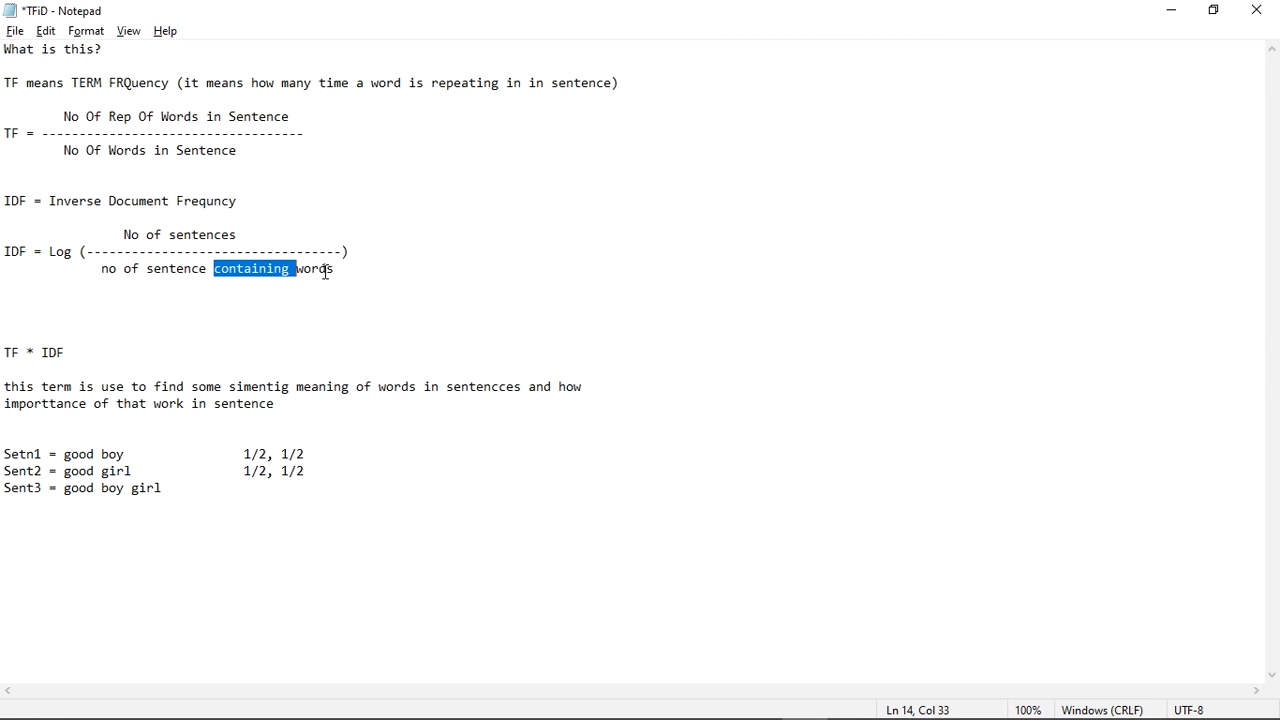 *TFiD - Notepad
File Edit Format View Help
What is this?
TF means TERM FRQuency (it means how many time a word is repeating in in sentence)
No Of Rep Of Words in Sentence
TF = -----------------------------------
No Of Words in Sentence
IDF = Inverse Document Frequncy
No of sentences
IDF = Log (----------------------------------)
no of sentence containing words
TF * IDF
this term is use to find some simentig meaning of words in sentencces and how
importtance of that work in sentence
Setn1 = good boy 1/2, 1/2
Sent2 = good girl 1/2, 1/2
Sent3 = good boy girl
Ln 14, Col 33 100% Windows (CRLF) UTF-8